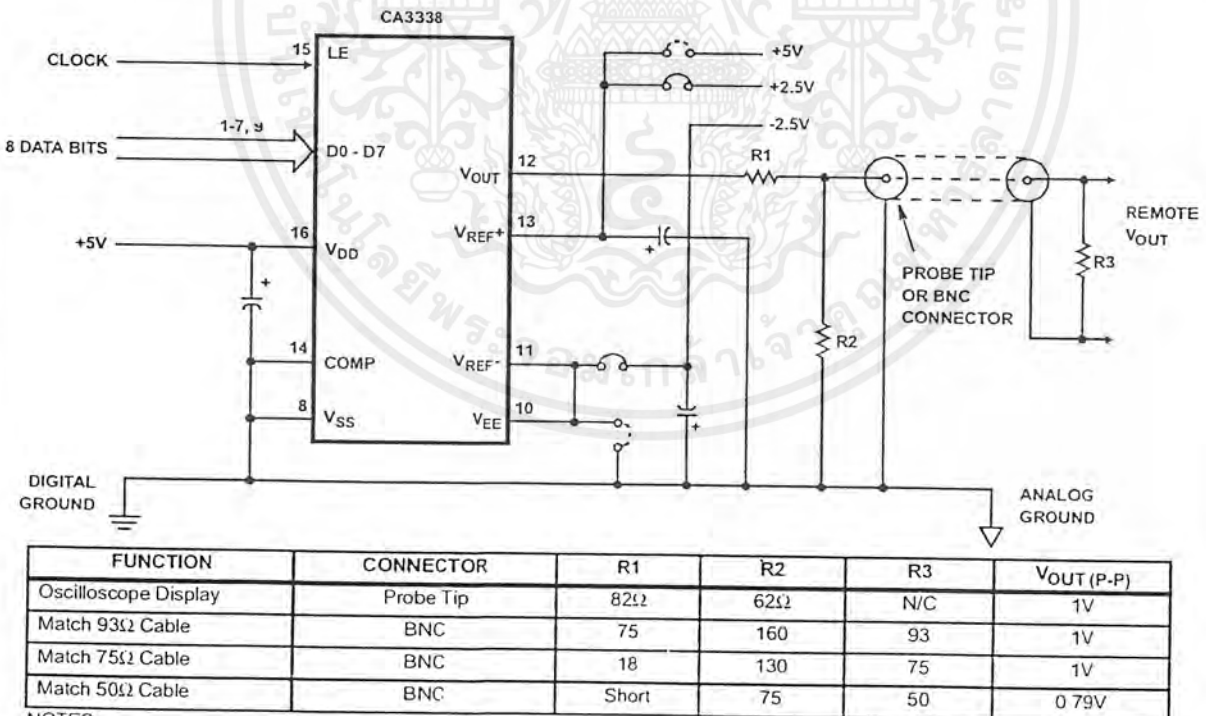 CA3338
CLOCK
15
LE
+5V
+2.5V
-2.5V
8 DATA BITS
1-7, 9
D0 - D7
VOUT
12
R1
VREF+
13
REMOTE
VOUT
+5V
16
VDD
R3
PROBE TIP
OR BNC
CONNECTOR
+
+
R2
14
COMP
VREF-
11
8
VSS
VEE
10
+
DIGITAL
GROUND
ANALOG
GROUND
FUNCTION CONNECTOR R1 R2 R3 VOUT (P-P)
Oscilloscope Display Probe Tip 82Ω 62Ω N/C 1V
Match 93Ω Cable BNC 75 160 93 1V
Match 75Ω Cable BNC 18 130 75 1V
Match 50Ω Cable BNC Short 75 50 0 79V